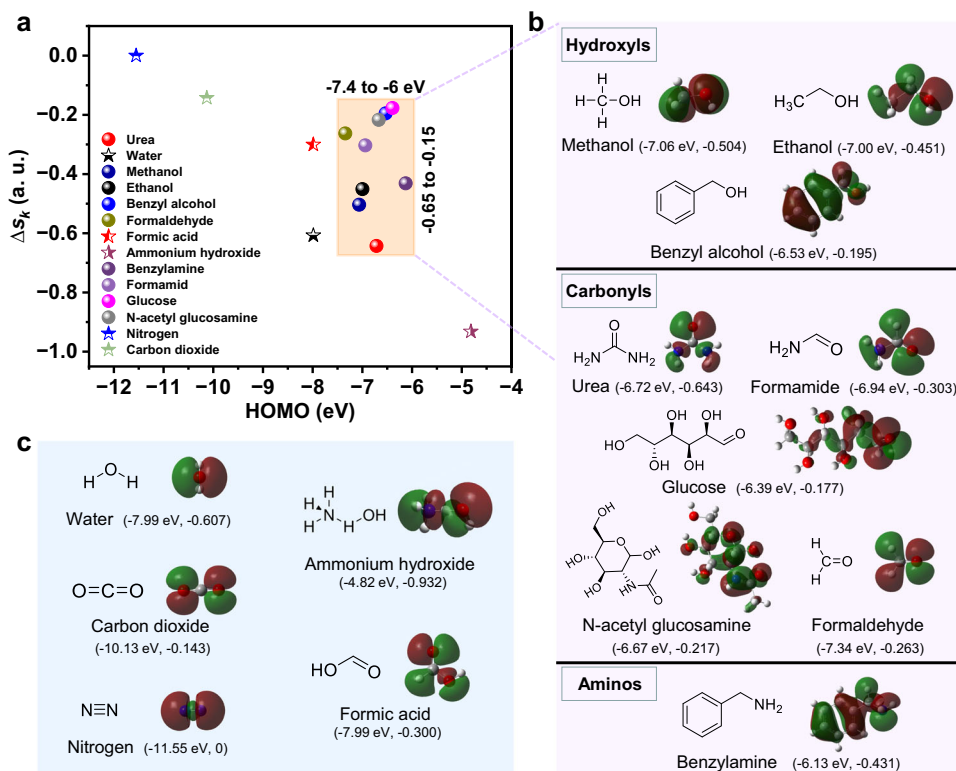 a
0.0
−0.2
−0.4
−0.6
−0.8
−1.0
Δsₖ (a. u.)
−12
−11
−10
−9
−8
−7
−6
−5
−4
HOMO (eV)
-7.4 to -6 eV
-0.65 to -0.15
Urea
Water
Methanol
Ethanol
Benzyl alcohol
Formaldehyde
Formic acid
Ammonium hydroxide
Benzylamine
Formamid
Glucose
N-acetyl glucosamine
Nitrogen
Carbon dioxide
b
Hydroxyls
H
H-C-OH
H
Methanol (-7.06 eV, -0.504)
H₃C OH
Ethanol (-7.00 eV, -0.451)
OH
Benzyl alcohol (-6.53 eV, -0.195)
Carbonyls
O
H₂N NH₂
Urea (-6.72 eV, -0.643)
H₂N O
Formamide (-6.94 eV, -0.303)
OH OH
HO O
OH OH
Glucose (-6.39 eV, -0.177)
OH
HO O OH
HO NH
O
N-acetyl glucosamine
(-6.67 eV, -0.217)
H
O
H
Formaldehyde
(-7.34 eV, -0.263)
Aminos
NH₂
Benzylamine (-6.13 eV, -0.431)
c
H O H
Water (-7.99 eV, -0.607)
O=C=O
Carbon dioxide
(-10.13 eV, -0.143)
N≡N
Nitrogen (-11.55 eV, 0)
H
H N OH
H H
Ammonium hydroxide
(-4.82 eV, -0.932)
HO O
Formic acid
(-7.99 eV, -0.300)